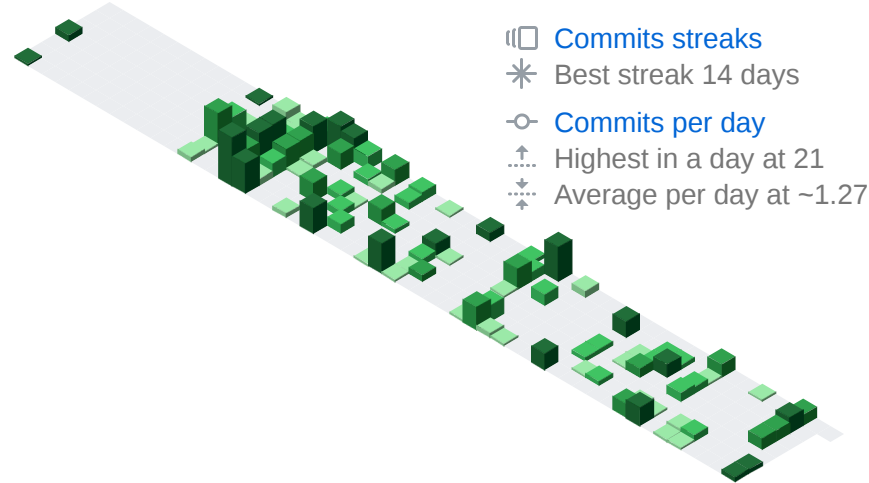 Commits streaks
Best streak 14 days
Commits per day
Highest in a day at 21
Average per day at ~1.27